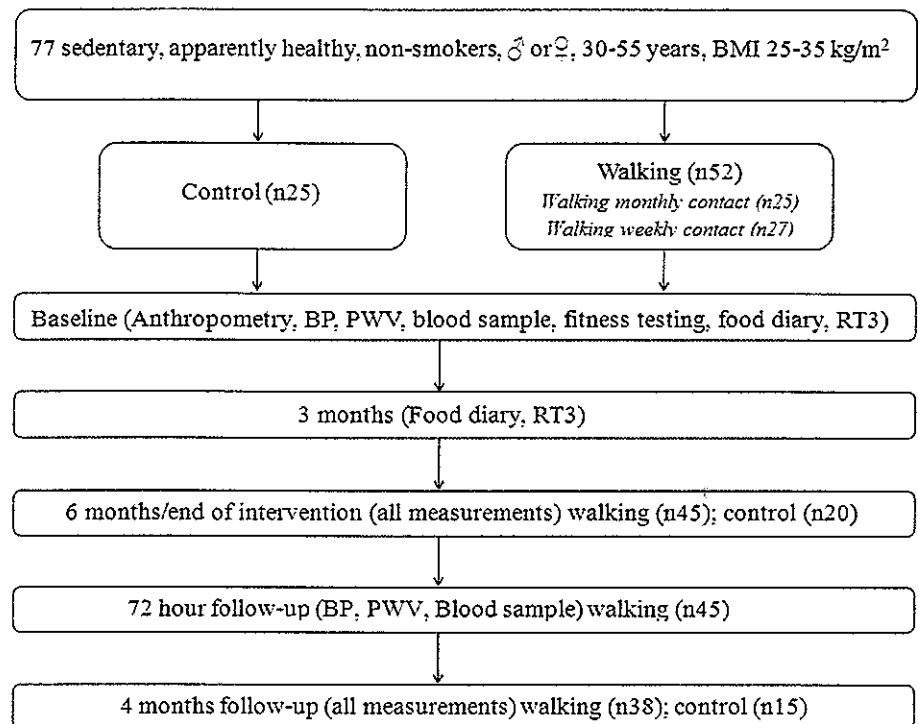 77 sedentary, apparently healthy, non-smokers, ♂ or♀, 30-55 years, BMI 25-35 kg/m²
Control (n25)
Walking (n52)
Walking monthly contact (n25)
Walking weekly contact (n27)
Baseline (Anthropometry, BP, PWV, blood sample, fitness testing, food diary, RT3)
3 months (Food diary, RT3)
6 months/end of intervention (all measurements) walking (n45); control (n20)
72 hour follow-up (BP, PWV, Blood sample) walking (n45)
4 months follow-up (all measurements) walking (n38); control (n15)